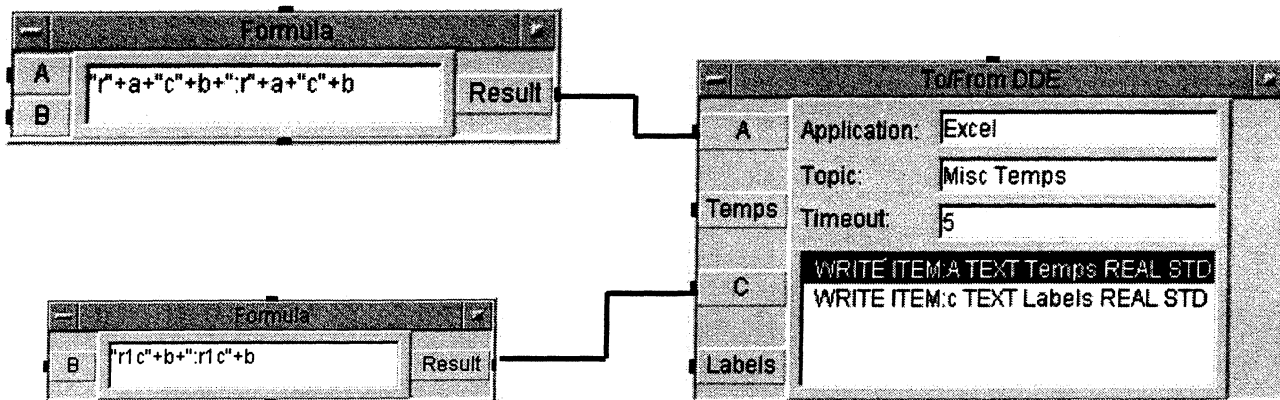 Formula
A
B
"r"+a+"c"+b+":r"+a+"c"+b
Result
To/From DDE
A
Temps
C
Labels
Application: Excel
Topic: Misc Temps
Timeout: 5
WRITE ITEM:A TEXT Temps REAL STD
WRITE ITEM:c TEXT Labels REAL STD
Formula
B
"r1c"+b+":r1c"+b
Result